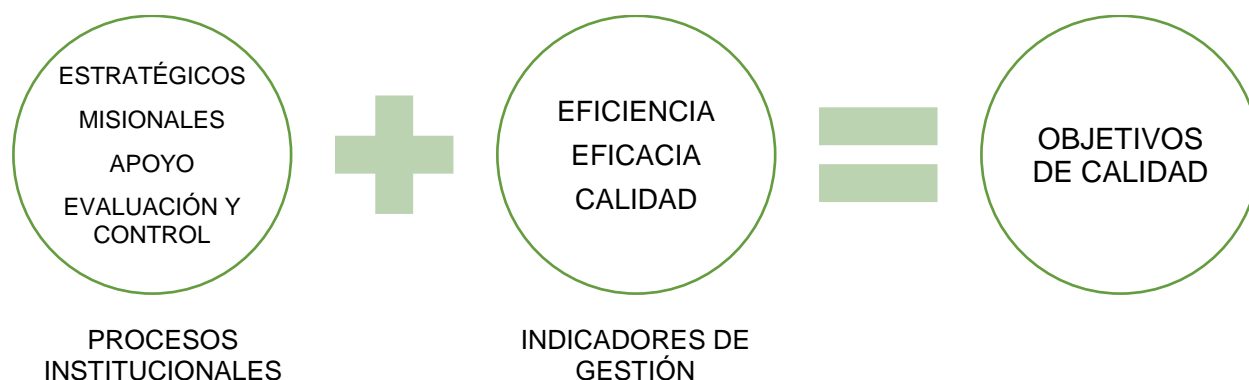 ESTRATÉGICOS
MISIONALES
APOYO
EVALUACIÓN Y
CONTROL
PROCESOS
INSTITUCIONALES
EFICIENCIA
EFICACIA
CALIDAD
INDICADORES DE
GESTIÓN
OBJETIVOS
DE CALIDAD